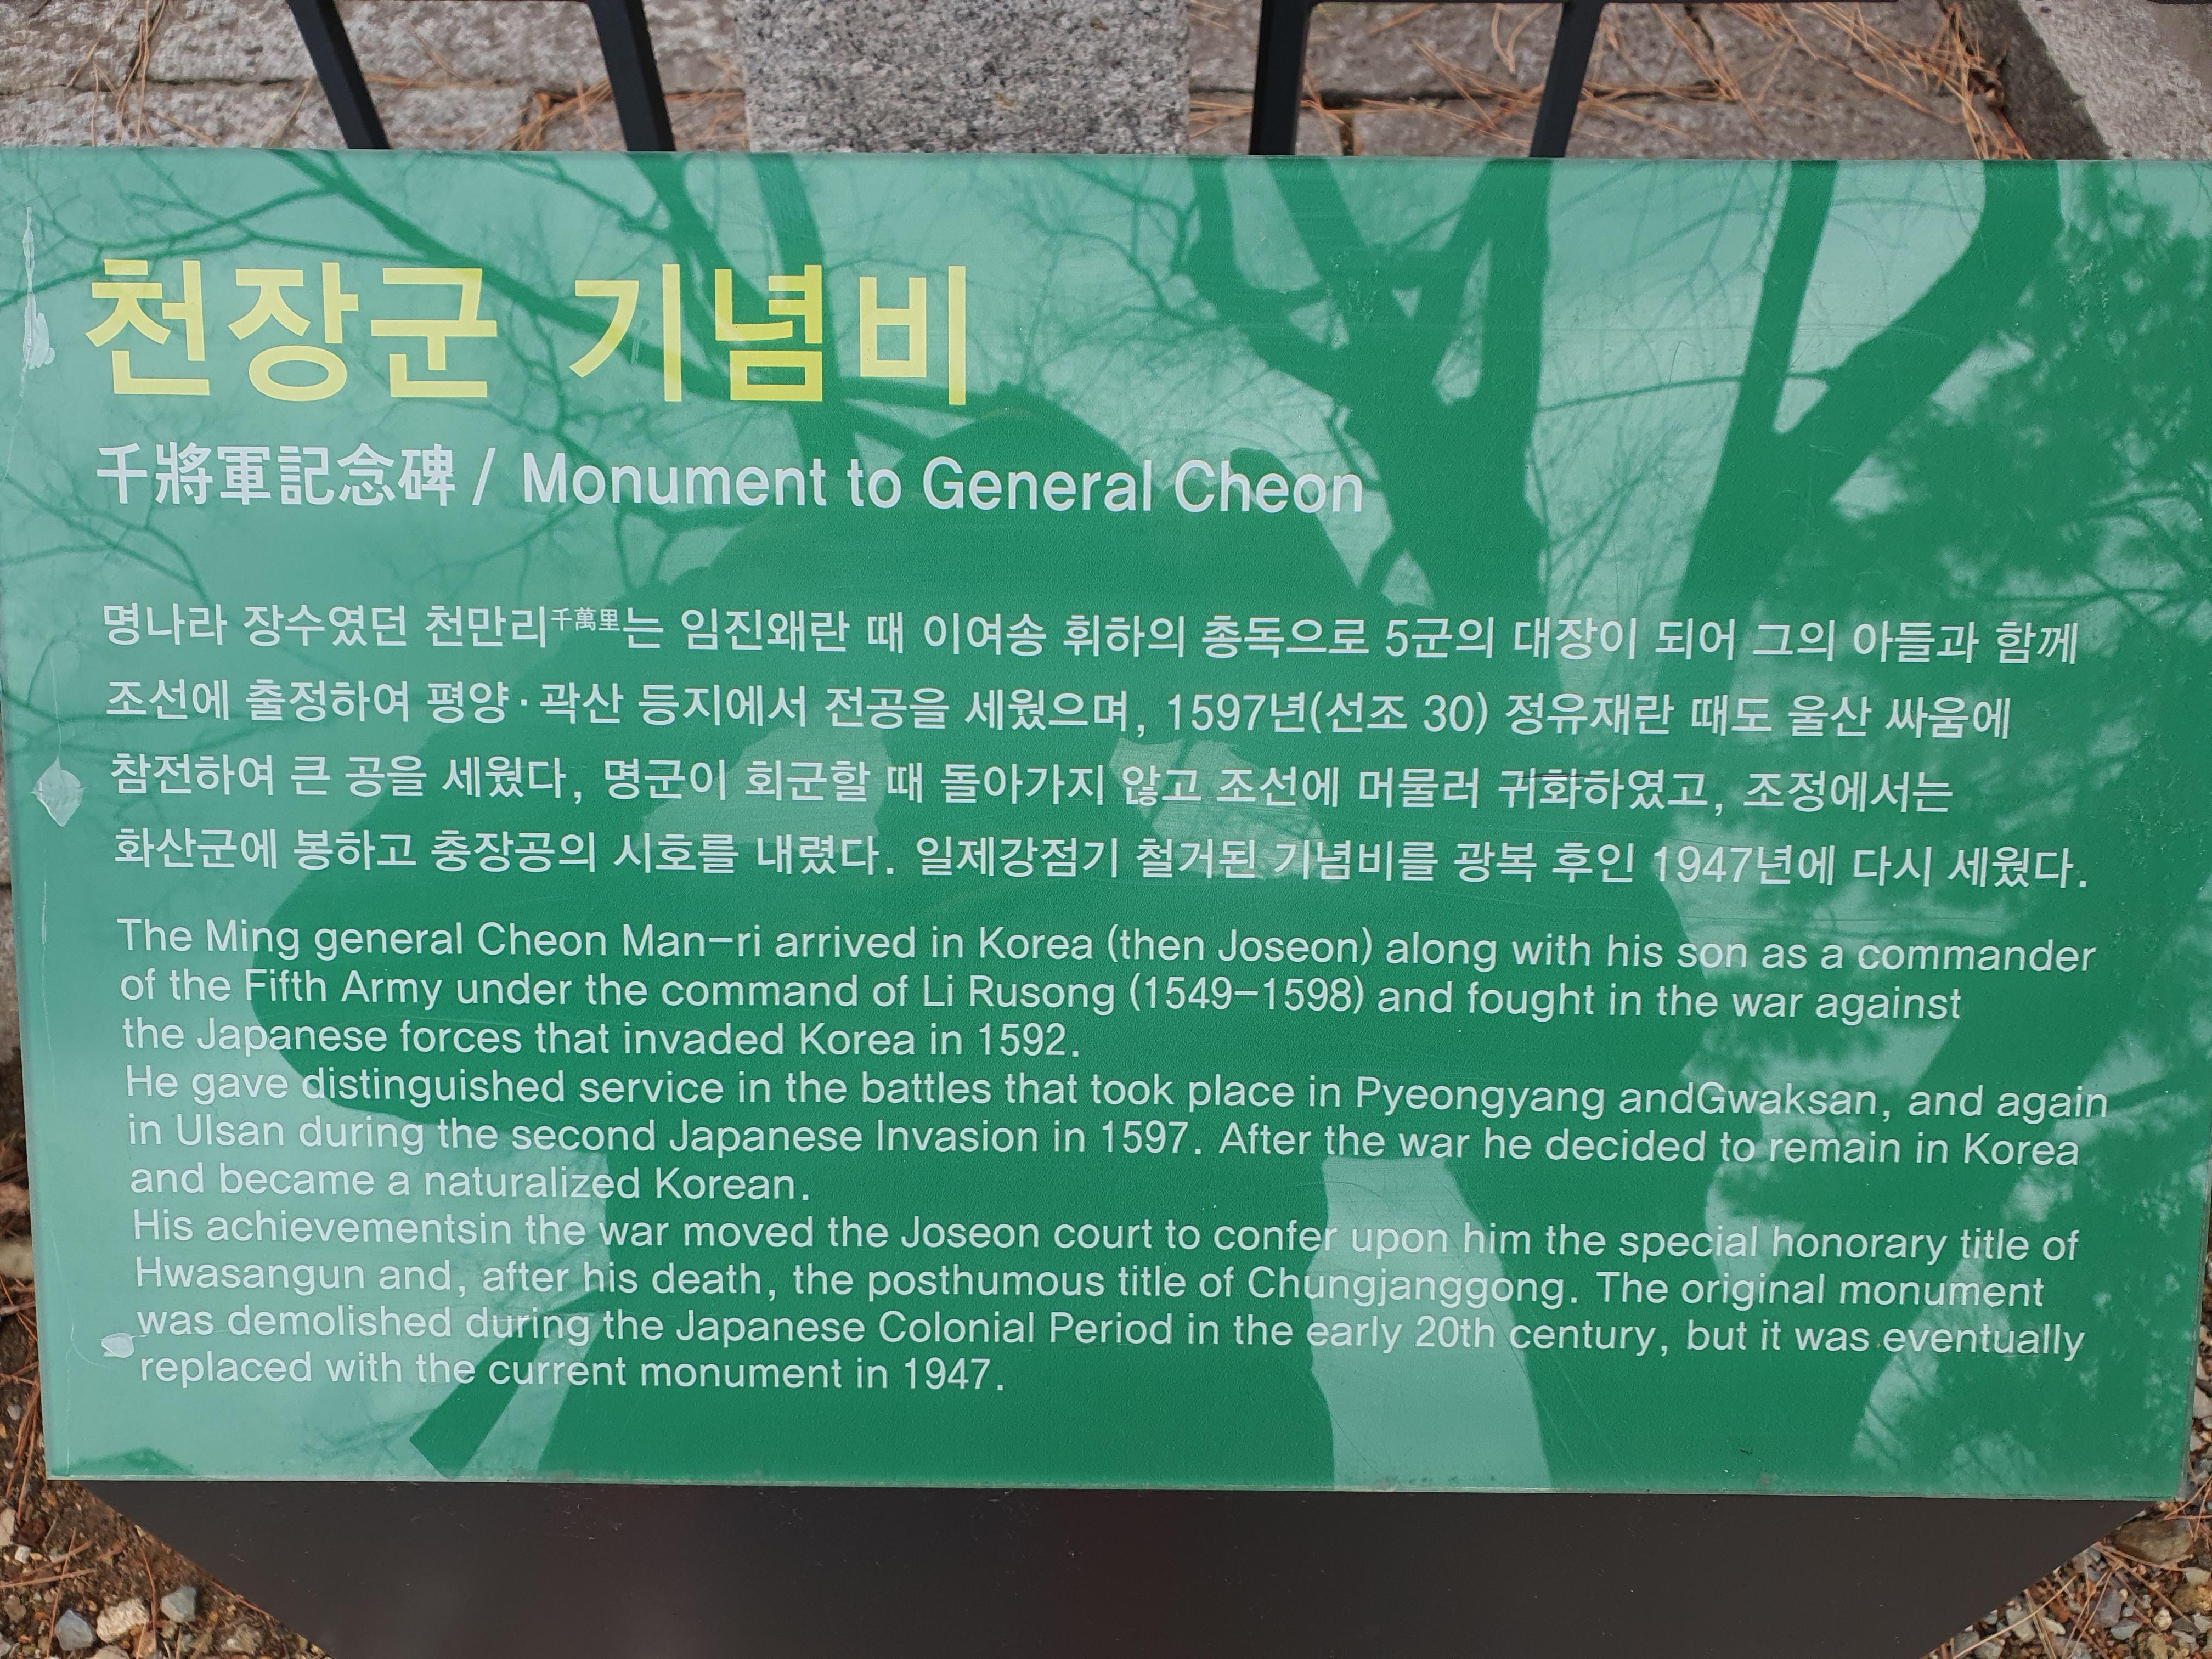 천장군 기념비
千將軍記念碑 / Monument to General Cheon
명나라 장수였던 천만리千萬里는 임진왜란 때 이여송 휘하의 총독으로 5군의 대장이 되어 그의 아들과 함께
조선에 출정하여 평양·곽산 등지에서 전공을 세웠으며, 1597년(선조 30) 정유재란 때도 울산 싸움에
참전하여 큰 공을 세웠다, 명군이 회군할 때 돌아가지 않고 조선에 머물러 귀화하였고, 조정에서는
화산군에 봉하고 충장공의 시호를 내렸다. 일제강점기 철거된 기념비를 광복 후인 1947년에 다시 세웠다.
The Ming general Cheon Man-ri arrived in Korea (then Joseon) along with his son as a commander
of the Fifth Army under the command of Li Rusong (1549-1598) and fought in the war against
the Japanese forces that invaded Korea in 1592.
He gave distinguished service in the battles that took place in Pyeongyang andGwaksan, and again
in Ulsan during the second Japanese Invasion in 1597. After the war he decided to remain in Korea
and became a naturalized Korean.
His achievementsin the war moved the Joseon court to confer upon him the special honorary title of
Hwasangun and, after his death, the posthumous title of Chungjanggong. The original monument
was demolished during the Japanese Colonial Period in the early 20th century, but it was eventually
replaced with the current monument in 1947.